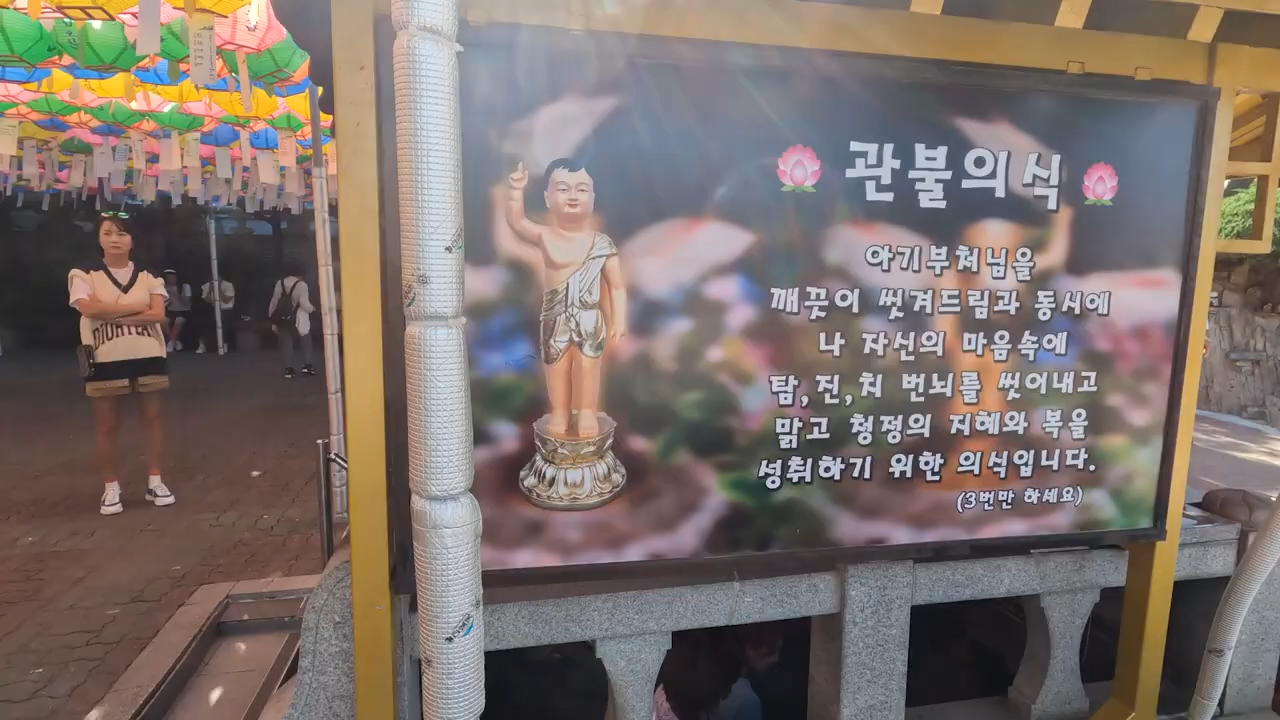 관불의식
아기부처님을
깨끗이 씻겨드림과 동시에
나 자신의 마음속에
탐,진,치 번뇌를 씻어내고
맑고 청정의 지혜와 복을
성취하기 위한 의식입니다.
(3번만 하세요)